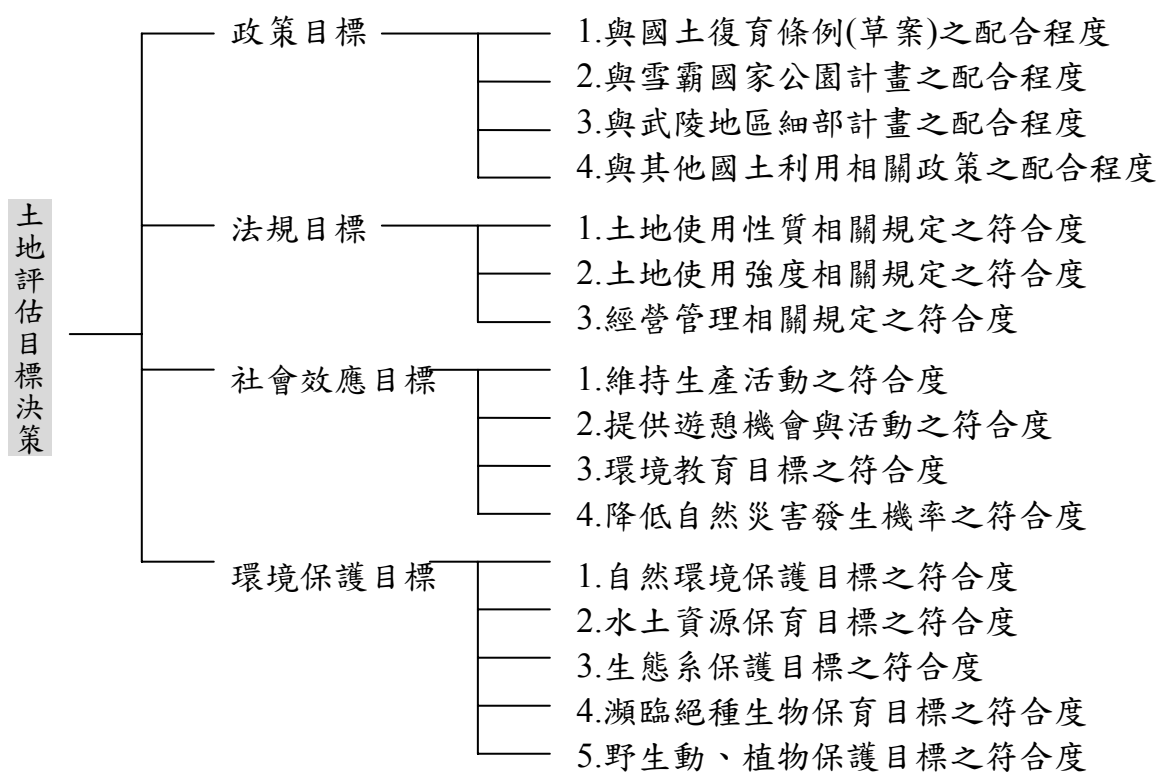 土地評估目標決策
政策目標
1.與國土復育條例(草案)之配合程度
2.與雪霸國家公園計畫之配合程度
3.與武陵地區細部計畫之配合程度
4.與其他國土利用相關政策之配合程度
法規目標
1.土地使用性質相關規定之符合度
2.土地使用強度相關規定之符合度
3.經營管理相關規定之符合度
社會效應目標
1.維持生產活動之符合度
2.提供遊憩機會與活動之符合度
3.環境教育目標之符合度
4.降低自然災害發生機率之符合度
環境保護目標
1.自然環境保護目標之符合度
2.水土資源保育目標之符合度
3.生態系保護目標之符合度
4.瀕臨絕種生物保育目標之符合度
5.野生動、植物保護目標之符合度